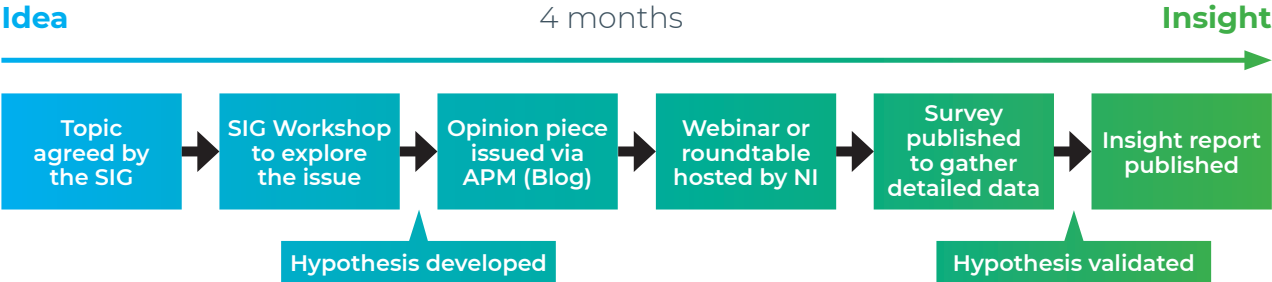 Idea
4 months
Insight
Topic
agreed by
the SIG
SIG Workshop
to explore
the issue
Opinion piece
issued via
APM (Blog)
Webinar or
roundtable
hosted by NI
Survey
published
to gather
detailed data
Insight report
published
Hypothesis developed
Hypothesis validated